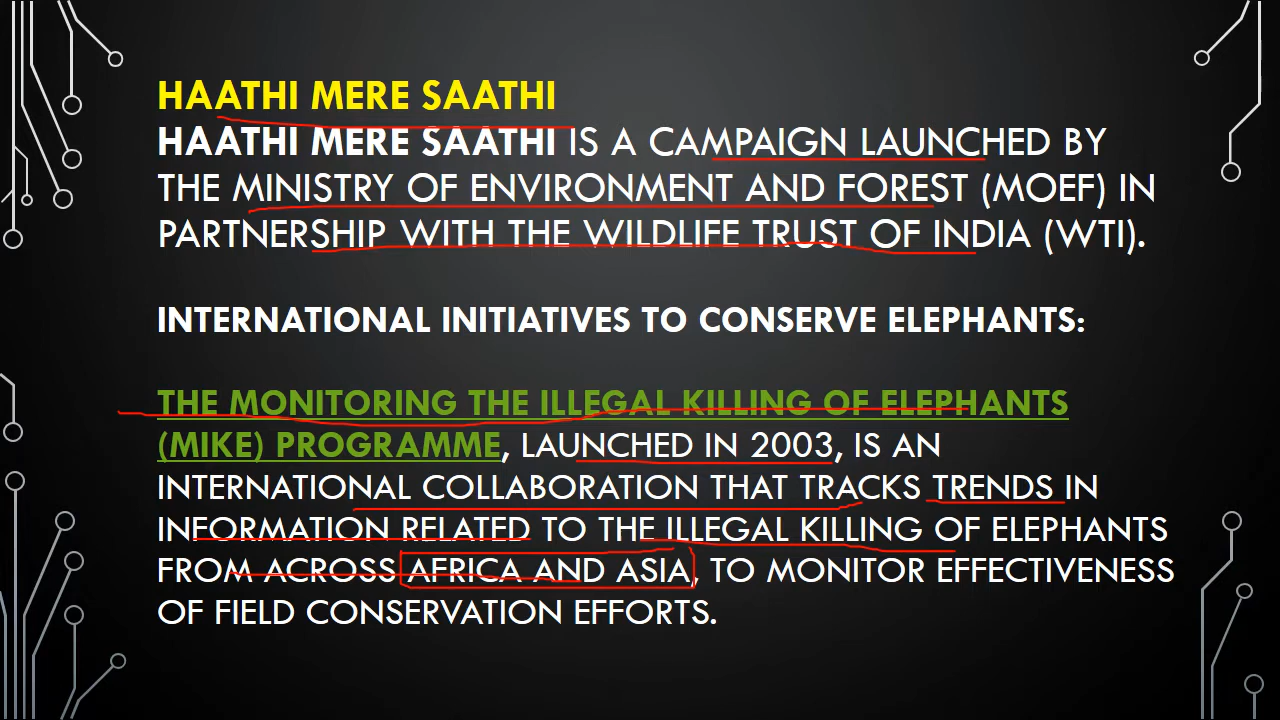 HAATHI MERE SAATHI
HAATHI MERE SAATHI IS A CAMPAIGN LAUNCHED BY
THE MINISTRY OF ENVIRONMENT AND FOREST (MOEF) IN
PARTNERSHIP WITH THE WILDLIFE TRUST OF INDIA (WTI).
INTERNATIONAL INITIATIVES TO CONSERVE ELEPHANTS:
THE MONITORING THE ILLEGAL KILLING OF ELEPHANTS
(MIKE) PROGRAMME, LAUNCHED IN 2003, IS AN
INTERNATIONAL COLLABORATION THAT TRACKS TRENDS IN
INFORMATION RELATED TO THE ILLEGAL KILLING OF ELEPHANTS
FROM ACROSS AFRICA AND ASIA, TO MONITOR EFFECTIVENESS
OF FIELD CONSERVATION EFFORTS.